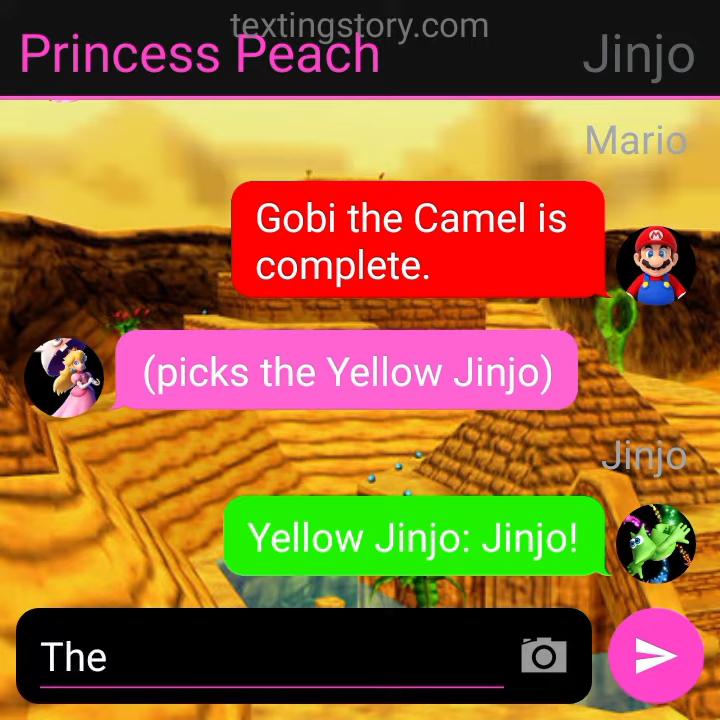 textingstory.com
Princess Peach
Jinjo
Mario
Gobi the Camel is
complete.
M
(picks the Yellow Jinjo)
Jinjo
Yellow Jinjo: Jinjo!
The